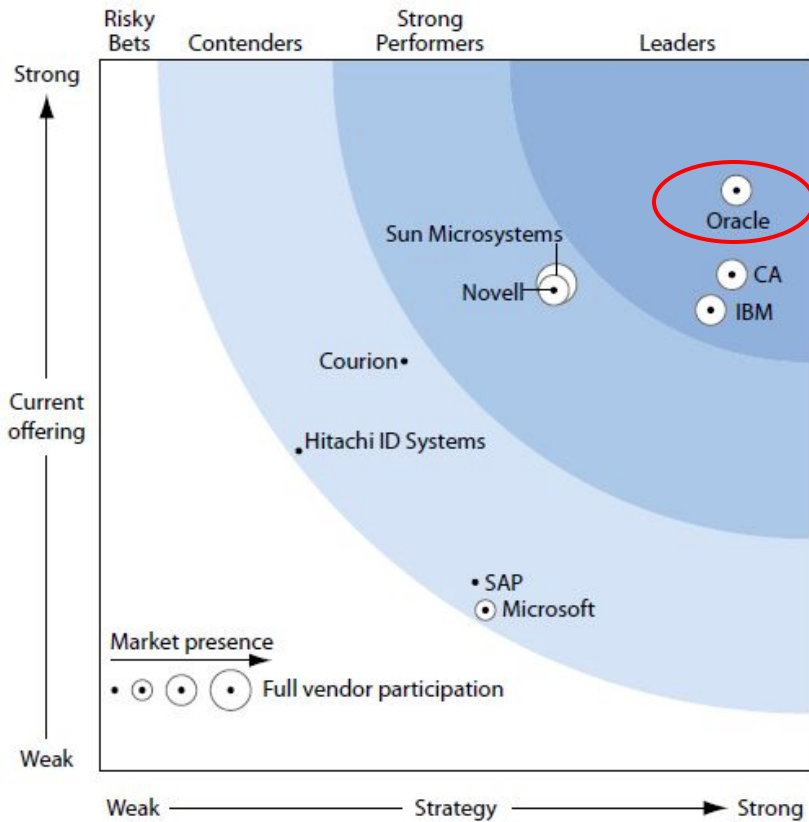 Risky
Bets
Contenders
Strong
Performers
Leaders
Strong
Oracle
Sun Microsystems
CA
Novell
IBM
Courion
Current
offering
Hitachi ID Systems
SAP
Microsoft
Market presence
Full vendor participation
Weak
Weak
Strategy
Strong